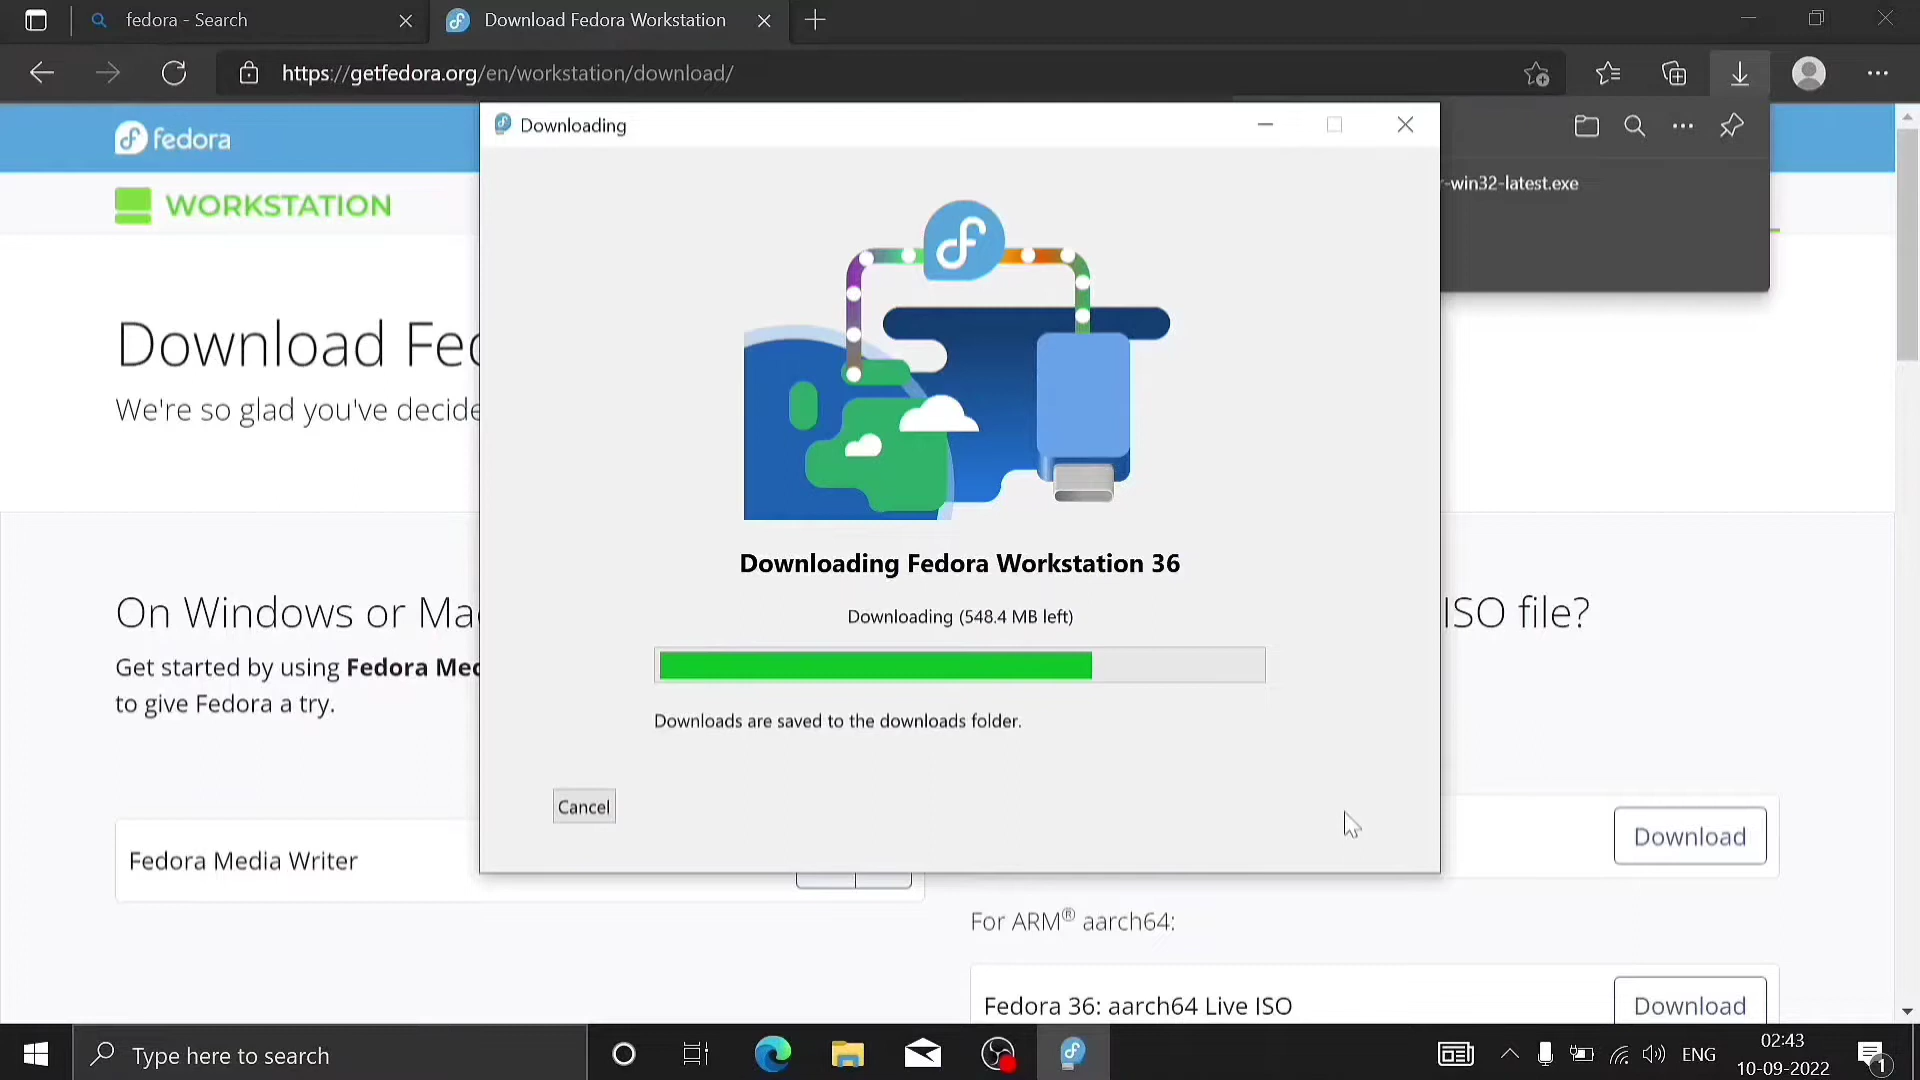 fedora - Search
Download Fedora Workstation
https://getfedora.org/en/workstation/download/
fedora
Downloading
-win32-latest.exe
WORKSTATION
Download Fed
We're so glad you've decide
Downloading Fedora Workstation 36
Downloading (548.4 MB left)
On Windows or Mac
ISO file?
Get started by using Fedora Med
to give Fedora a try.
Downloads are saved to the downloads folder.
Cancel
Download
Fedora Media Writer
For ARM® aarch64:
Fedora 36: aarch64 Live ISO
Download
Type here to search
ENG
02:43
10-09-2022
1